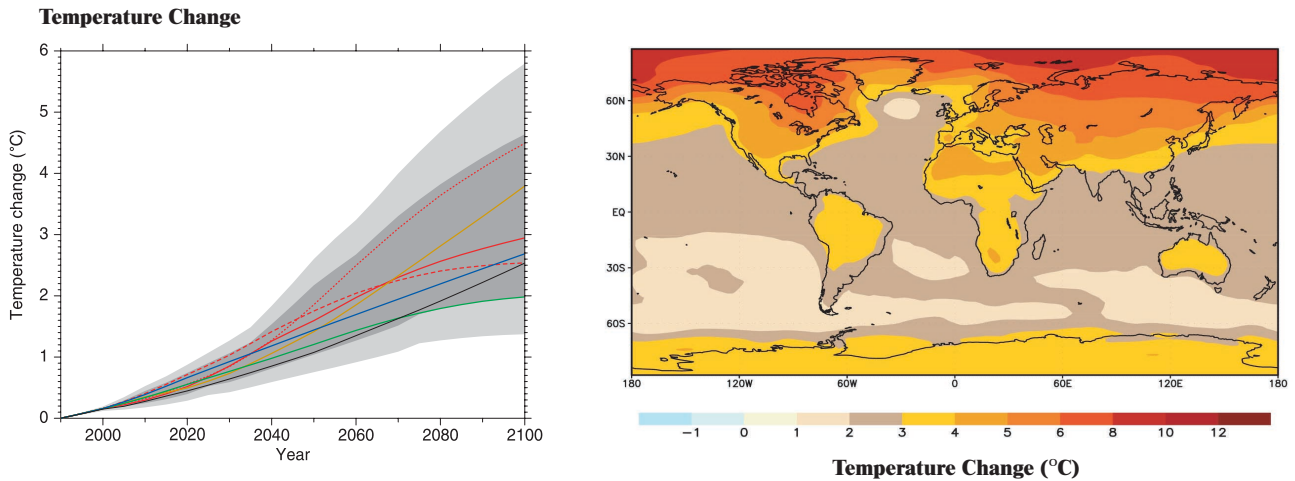 Temperature Change
6
5
4
3
2
1
0
Temperature change (°C)
2000 2020 2040 2060 2080 2100
Year
60N
30N
EQ
30S
60S
180 120W 60W 0 60E 120E 180
−1 0 1 2 3 4 5 6 8 10 12
Temperature Change (°C)